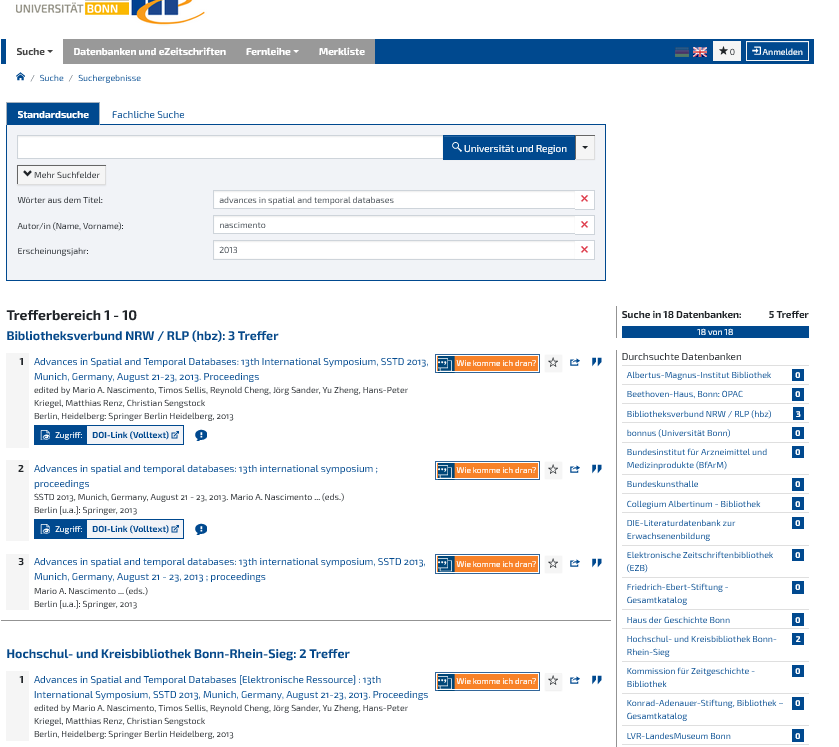 UNIVERSITÄT BONN
Suche Datenbanken und eZeitschriften Fernleihe Merkliste 0 Anmelden
/ Suche / Suchergebnisse
Standardsuche Fachliche Suche
Universität und Region
Mehr Suchfelder
Wörter aus dem Titel: advances in spatial and temporal databases
Autor/in (Name, Vorname): nascimento
Erscheinungsjahr: 2013
Trefferbereich 1 - 10
Bibliotheksverbund NRW / RLP (hbz): 3 Treffer
1 Advances in Spatial and Temporal Databases: 13th International Symposium, SSTD 2013, Wie komme ich dran?
Munich, Germany, August 21-23, 2013. Proceedings
edited by Mario A. Nascimento, Timos Sellis, Reynold Cheng, Jörg Sander, Yu Zheng, Hans-Peter
Kriegel, Matthias Renz, Christian Sengstock
Berlin, Heidelberg: Springer Berlin Heidelberg, 2013
Zugriff: DOI-Link (Volltext)
2 Advances in spatial and temporal databases: 13th international symposium ; Wie komme ich dran?
proceedings
SSTD 2013, Munich, Germany, August 21 - 23, 2013. Mario A. Nascimento ... (eds.)
Berlin [u.a.]: Springer, 2013
Zugriff: DOI-Link (Volltext)
3 Advances in spatial and temporal databases: 13th international symposium, SSTD 2013, Wie komme ich dran?
Munich, Germany, August 21 - 23, 2013 ; proceedings
Mario A. Nascimento ... (eds.)
Berlin [u.a.]: Springer, 2013
Hochschul- und Kreisbibliothek Bonn-Rhein-Sieg: 2 Treffer
1 Advances in Spatial and Temporal Databases [Elektronische Ressource] : 13th Wie komme ich dran?
International Symposium, SSTD 2013, Munich, Germany, August 21-23, 2013. Proceedings
edited by Mario A. Nascimento, Timos Sellis, Reynold Cheng, Jörg Sander, Yu Zheng, Hans-Peter
Kriegel, Matthias Renz, Christian Sengstock
Berlin, Heidelberg: Springer Berlin Heidelberg, 2013
Suche in 18 Datenbanken: 5 Treffer
18 von 18
Durchsuchte Datenbanken
Albertus-Magnus-Institut Bibliothek 0
Beethoven-Haus, Bonn: OPAC 0
Bibliotheksverbund NRW / RLP (hbz) 3
bonnus (Universität Bonn) 0
Bundesinstitut für Arzneimittel und 0
Medizinprodukte (BfArM)
Bundeskunsthalle 0
Collegium Albertinum - Bibliothek 0
DIE-Literaturdatenbank zur 0
Erwachsenenbildung
Elektronische Zeitschriftenbibliothek 0
(EZB)
Friedrich-Ebert-Stiftung - 0
Gesamtkatalog
Haus der Geschichte Bonn 0
Hochschul- und Kreisbibliothek Bonn- 2
Rhein-Sieg
Kommission für Zeitgeschichte - 0
Bibliothek
Konrad-Adenauer-Stiftung, Bibliothek - 0
Gesamtkatalog
LVR-LandesMuseum Bonn 0